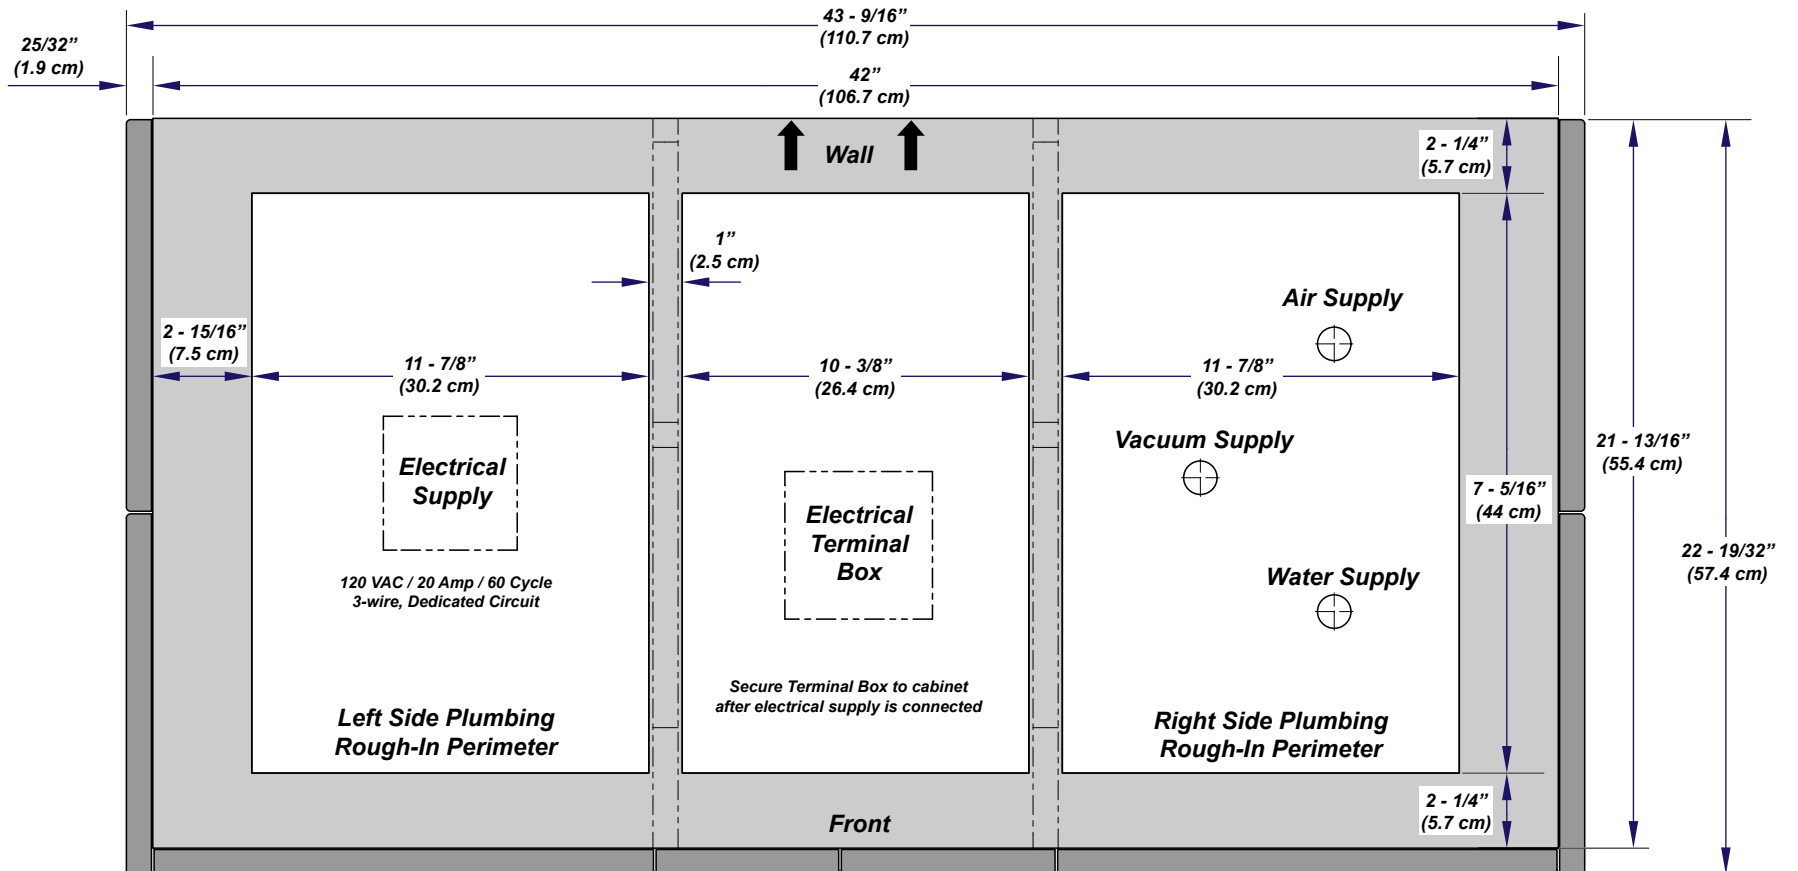 43 - 9/16”
(110.7 cm)
25/32”
(1.9 cm)
42”
(106.7 cm)
Wall
2 - 1/4”
(5.7 cm)
1”
(2.5 cm)
Air Supply
2 - 15/16”
(7.5 cm)
11 - 7/8”
(30.2 cm)
10 - 3/8”
(26.4 cm)
11 - 7/8”
(30.2 cm)
Vacuum Supply
21 - 13/16”
(55.4 cm)
Electrical
Supply
7 - 5/16”
(44 cm)
Electrical
Terminal
Box
22 - 19/32”
(57.4 cm)
120 VAC / 20 Amp / 60 Cycle
3-wire, Dedicated Circuit
Water Supply
Secure Terminal Box to cabinet
after electrical supply is connected
Left Side Plumbing
Rough-In Perimeter
Right Side Plumbing
Rough-In Perimeter
2 - 1/4”
(5.7 cm)
Front